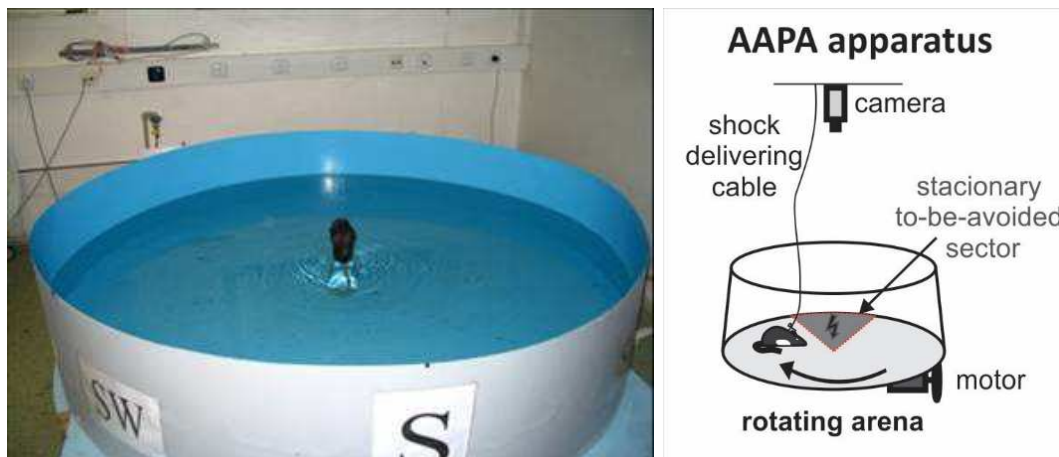 SW
S
AAPA apparatus
camera
shock
delivering
cable
stacionary
to-be-avoided
sector
motor
rotating arena